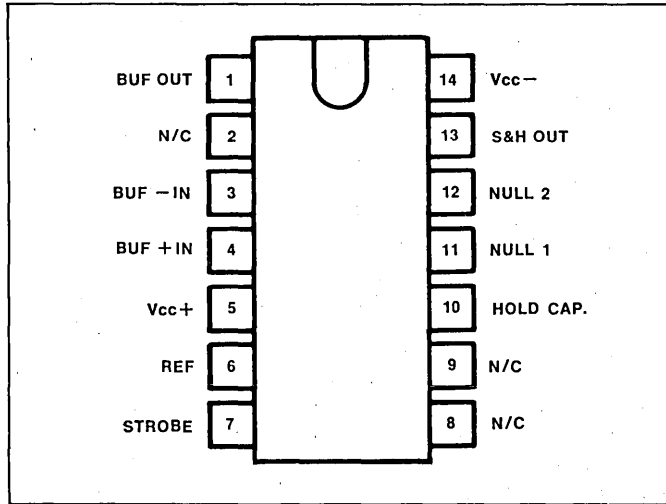 BUF OUT 1 14 Vcc−
N/C 2 13 S&H OUT
BUF −IN 3 12 NULL 2
BUF +IN 4 11 NULL 1
Vcc+ 5 10 HOLD CAP.
REF 6 9 N/C
STROBE 7 8 N/C